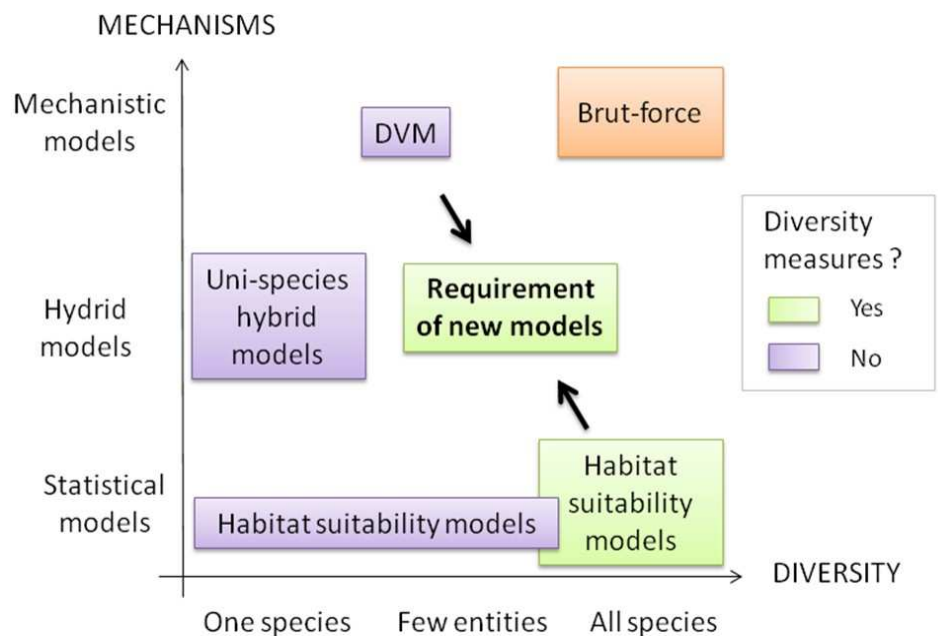 MECHANISMS
Mechanistic
models
DVM
Brut-force
Diversity
measures ?
Yes
No
Hydrid
models
Uni-species
hybrid
models
Requirement
of new models
Statistical
models
Habitat suitability models
Habitat
suitability
models
DIVERSITY
One species
Few entities
All species